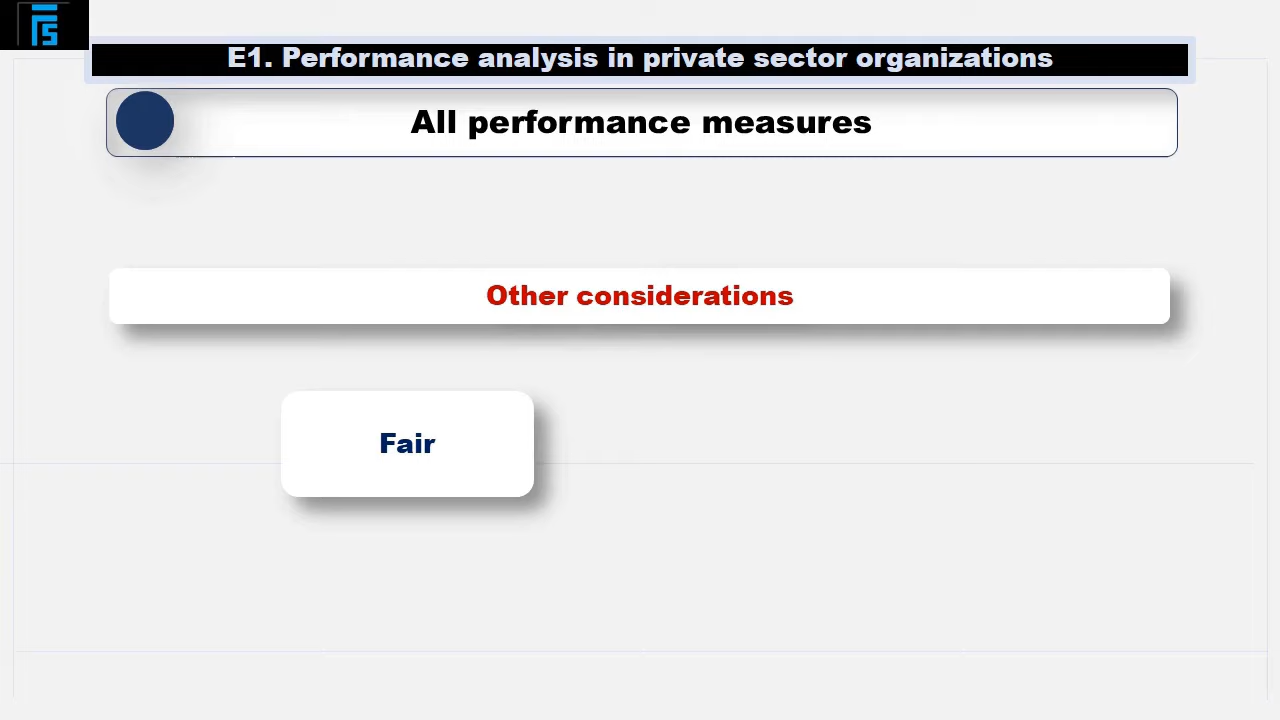 E1. Performance analysis in private sector organizations
All performance measures
Other considerations
Fair